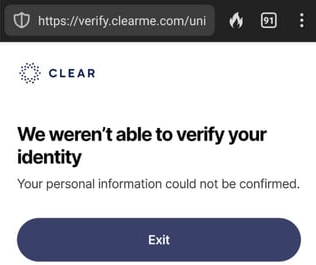 https://verify.clearme.com/uni
91
CLEAR
We weren't able to verify your
identity
Your personal information could not be confirmed.
Exit